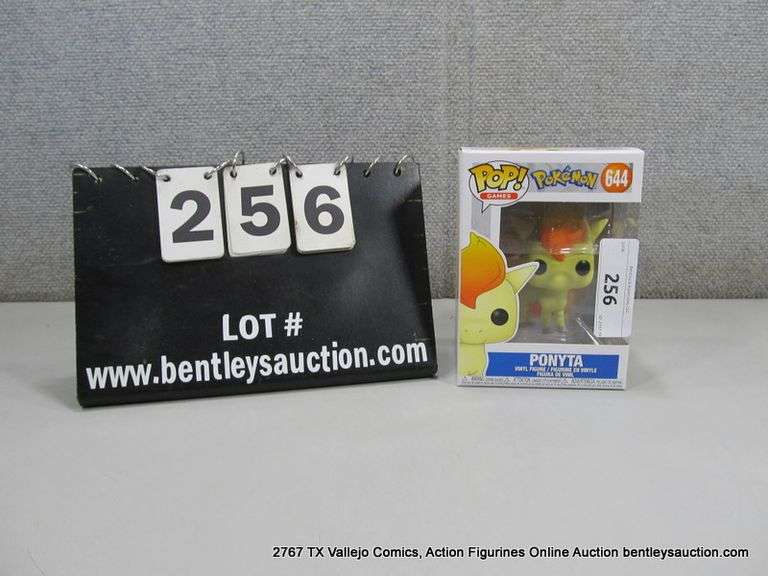 256
LOT #
www.bentleysauction.com
POP!
GAMES
POKéMON
644
256
PONYTA
VINYL FIGURE / FIGURINE EN VINYLE
FIGURA DE VINIL
2767 TX Vallejo Comics, Action Figurines Online Auction bentleysauction.com